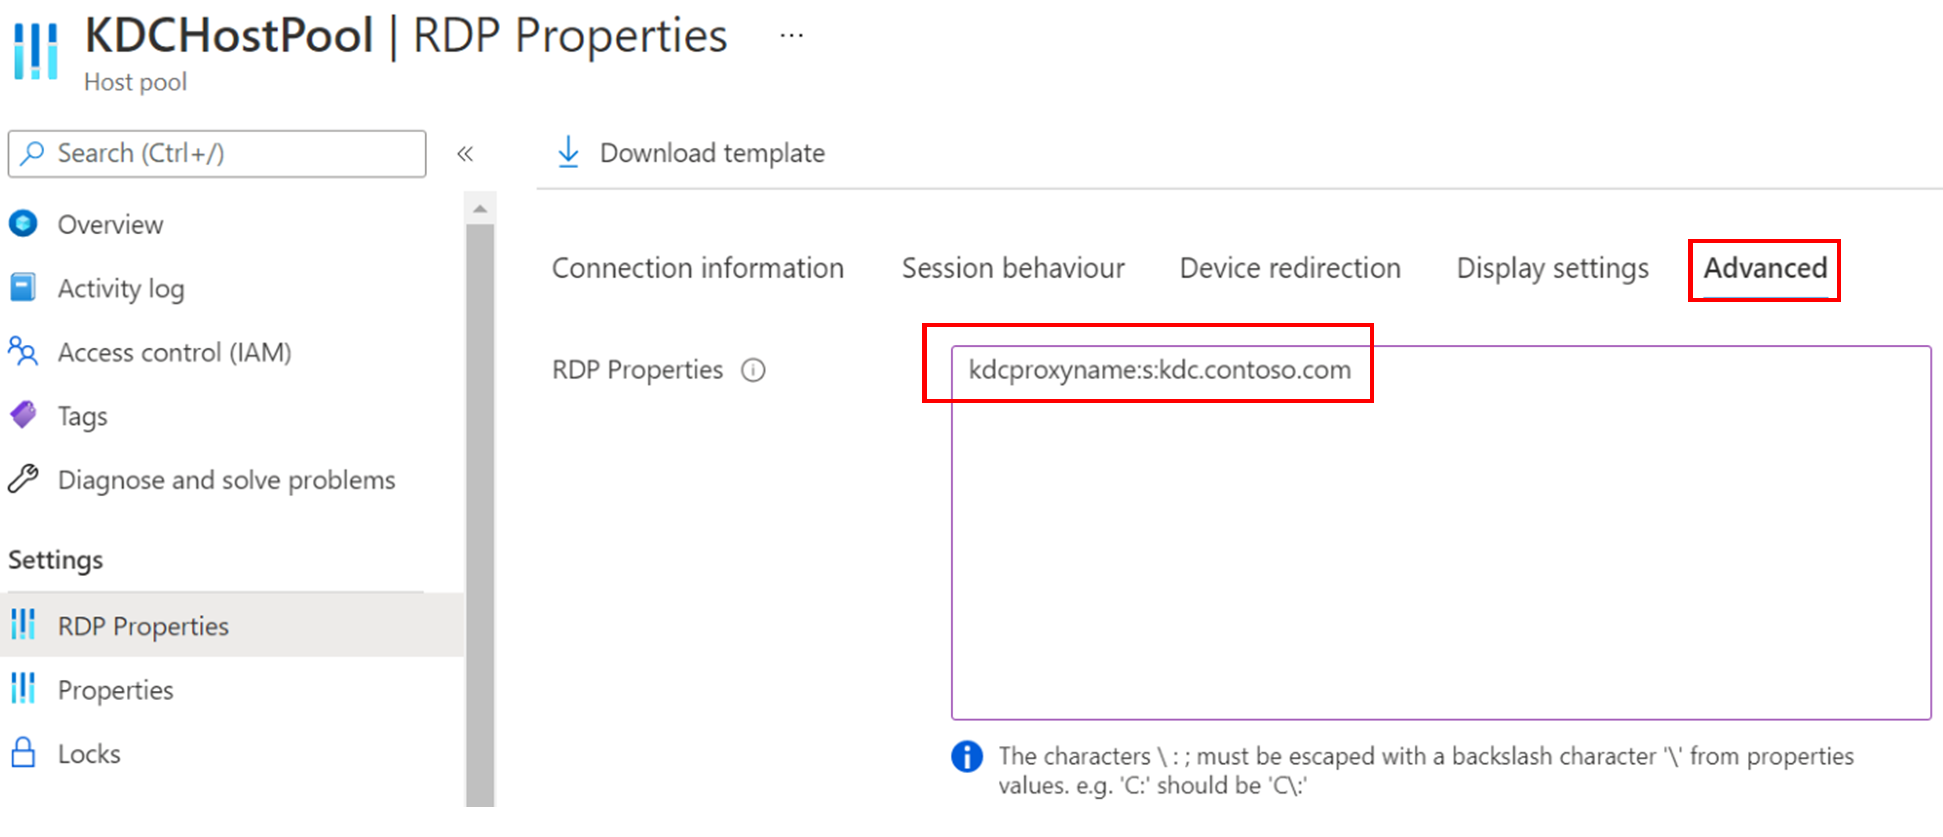 KDCHostPool | RDP Properties ...
Host pool
Search (Ctrl+/)
«
Overview
Activity log
Access control (IAM)
Tags
Diagnose and solve problems
Settings
RDP Properties
Properties
Locks
Download template
Connection information Session behaviour Device redirection Display settings Advanced
RDP Properties
kdcproxyname:s:kdc.contoso.com
The characters \ : ; must be escaped with a backslash character '\' from properties
values. e.g. 'C:' should be 'C\:'